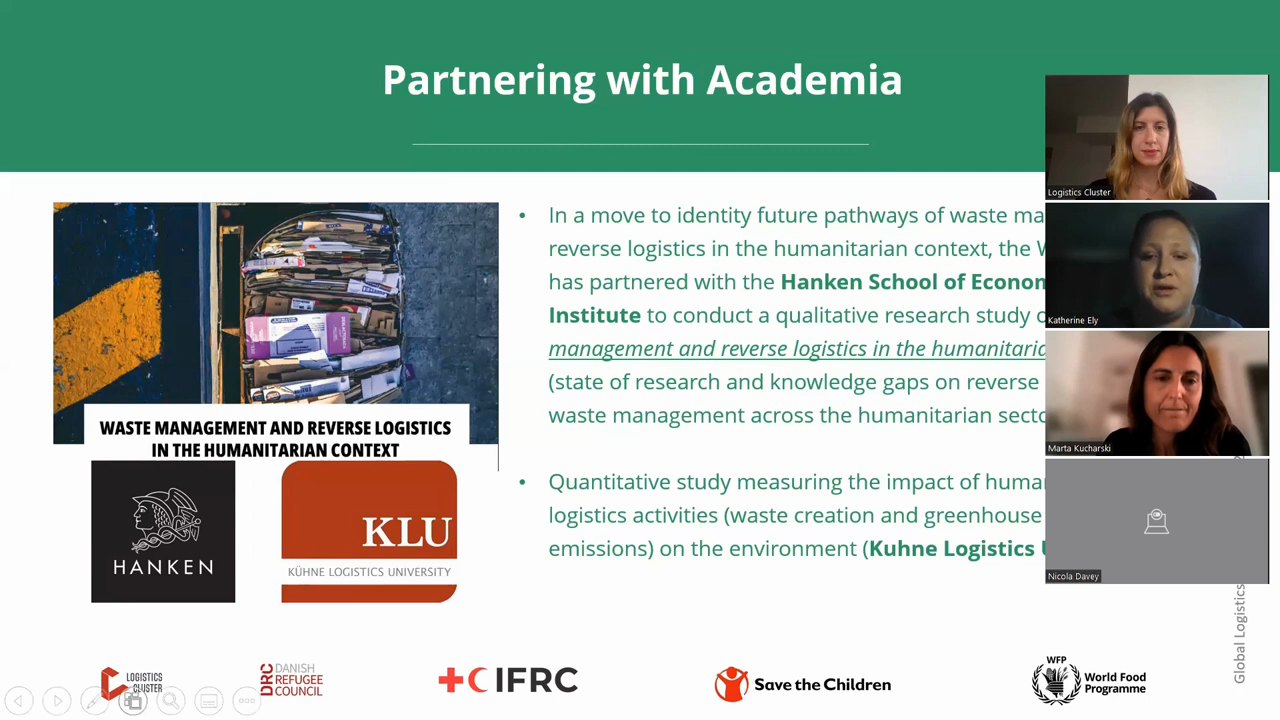 Partnering with Academia
WASTE MANAGEMENT AND REVERSE LOGISTICS
IN THE HUMANITARIAN CONTEXT
HANKEN
KLU
KÜHNE LOGISTICS UNIVERSITY
• In a move to identity future pathways of waste ma
reverse logistics in the humanitarian context, the
has partnered with the Hanken School of Econom
Institute to conduct a qualitative research study
management and reverse logistics in the humanitaria
(state of research and knowledge gaps on reverse
waste management across the humanitarian secto
• Quantitative study measuring the impact of human
logistics activities (waste creation and greenhouse
emissions) on the environment (Kuhne Logistics
Logistics Cluster
Katherine Ely
Marta Kucharski
Nicola Davey
Global Logistics
LOGISTICS
CLUSTER
DRC
DANISH
REFUGEE
COUNCIL
IFRC
Save the Children
WFP
World Food
Programme